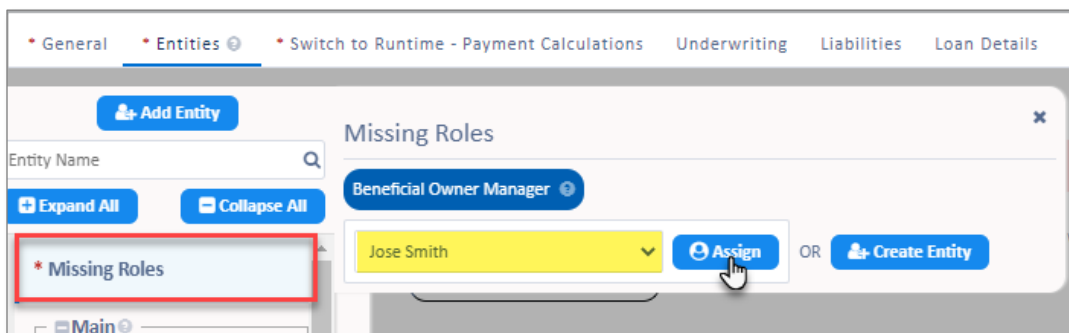 * General * Entities * Switch to Runtime - Payment Calculations Underwriting Liabilities Loan Details
Add Entity
Entity Name
Expand All Collapse All
* Missing Roles
Main
Missing Roles
Beneficial Owner Manager
Jose Smith Assign OR Create Entity